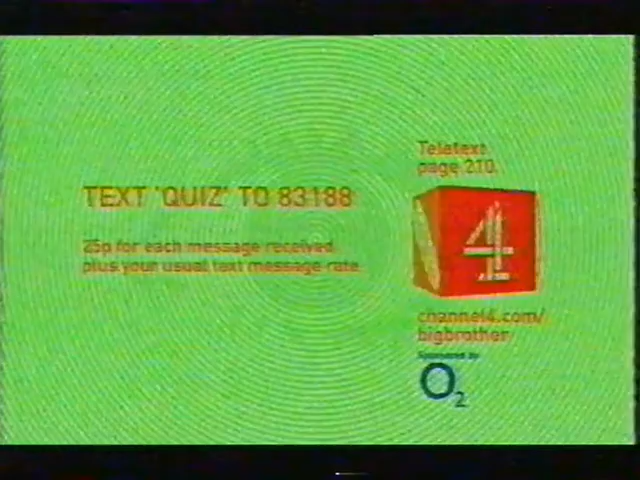 TEXT 'QUIZ' TO 83188
25p for each message received
plus your usual text message rate.
Teletext
page 210.
4
channel4.com/
bigbrother
Sponsored by
O2